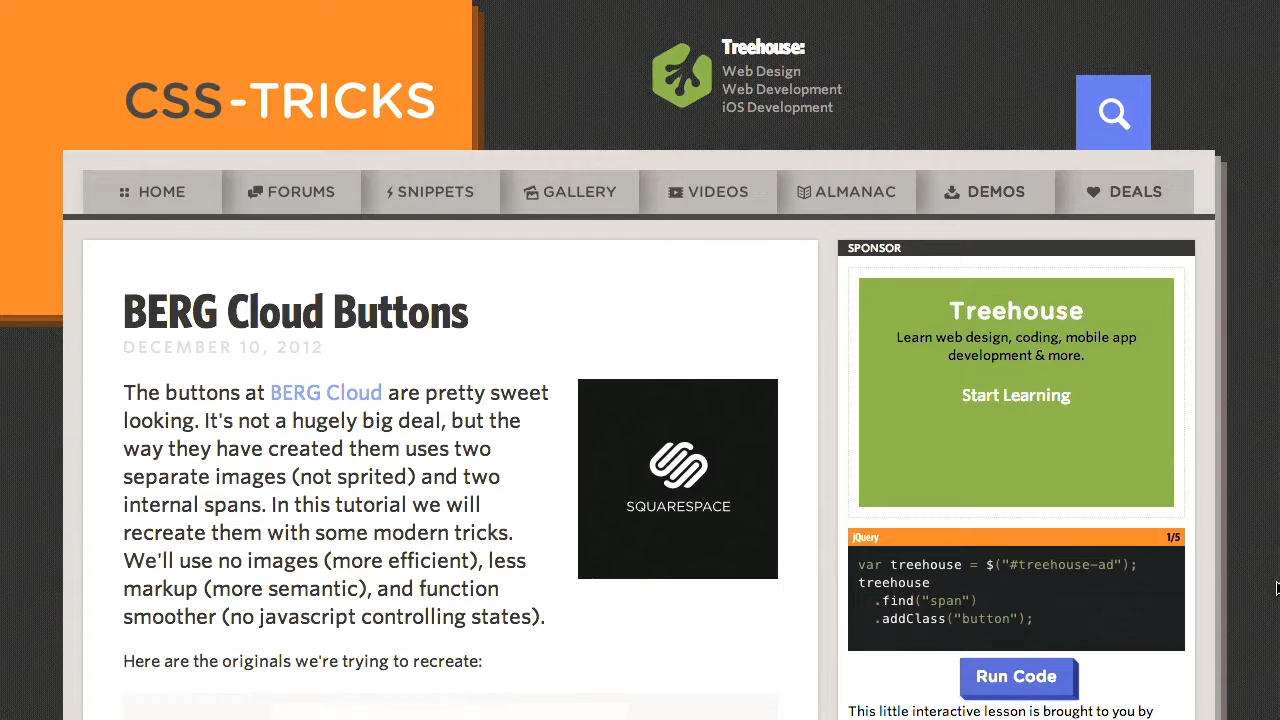 CSS-TRICKS
Treehouse:
Web Design
Web Development
iOS Development
HOME
FORUMS
SNIPPETS
GALLERY
VIDEOS
ALMANAC
DEMOS
DEALS
BERG Cloud Buttons
DECEMBER 10, 2012
The buttons at BERG Cloud are pretty sweet
looking. It's not a hugely big deal, but the
way they have created them uses two
separate images (not sprited) and two
internal spans. In this tutorial we will
recreate them with some modern tricks.
We'll use no images (more efficient), less
markup (more semantic), and function
smoother (no javascript controlling states).
SQUARESPACE
Here are the originals we're trying to recreate:
SPONSOR
Treehouse
Learn web design, coding, mobile app
development & more.
Start Learning
jQuery 1/5
var treehouse = $("#treehouse-ad");
treehouse
.find("span")
.addClass("button");
Run Code
This little interactive lesson is brought to you by